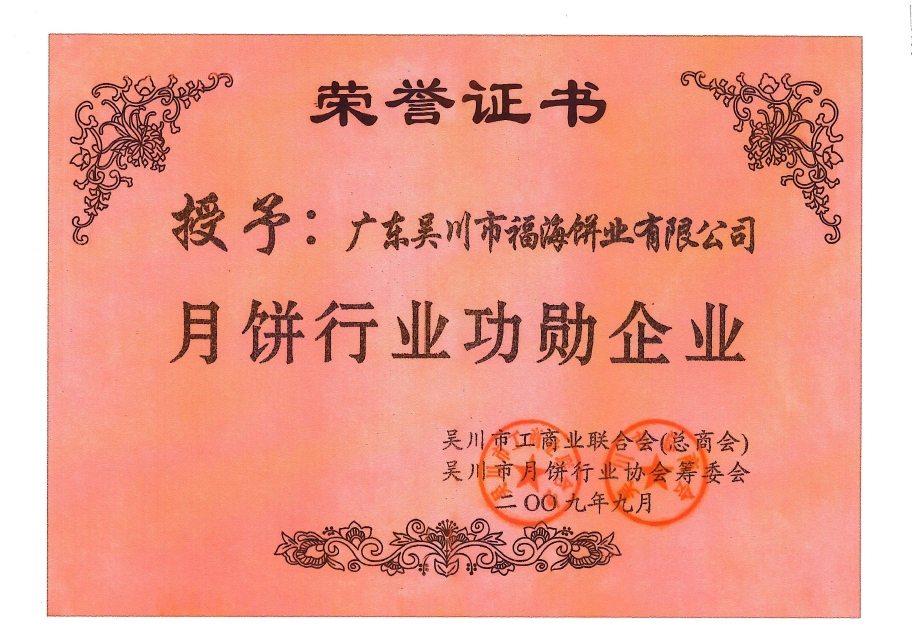 荣誉证书
授予：广东吴川市福海饼业有限公司
月饼行业功勋企业
吴川市工商业联合会(总商会)
吴川市月饼行业协会筹委会
二OO九年九月